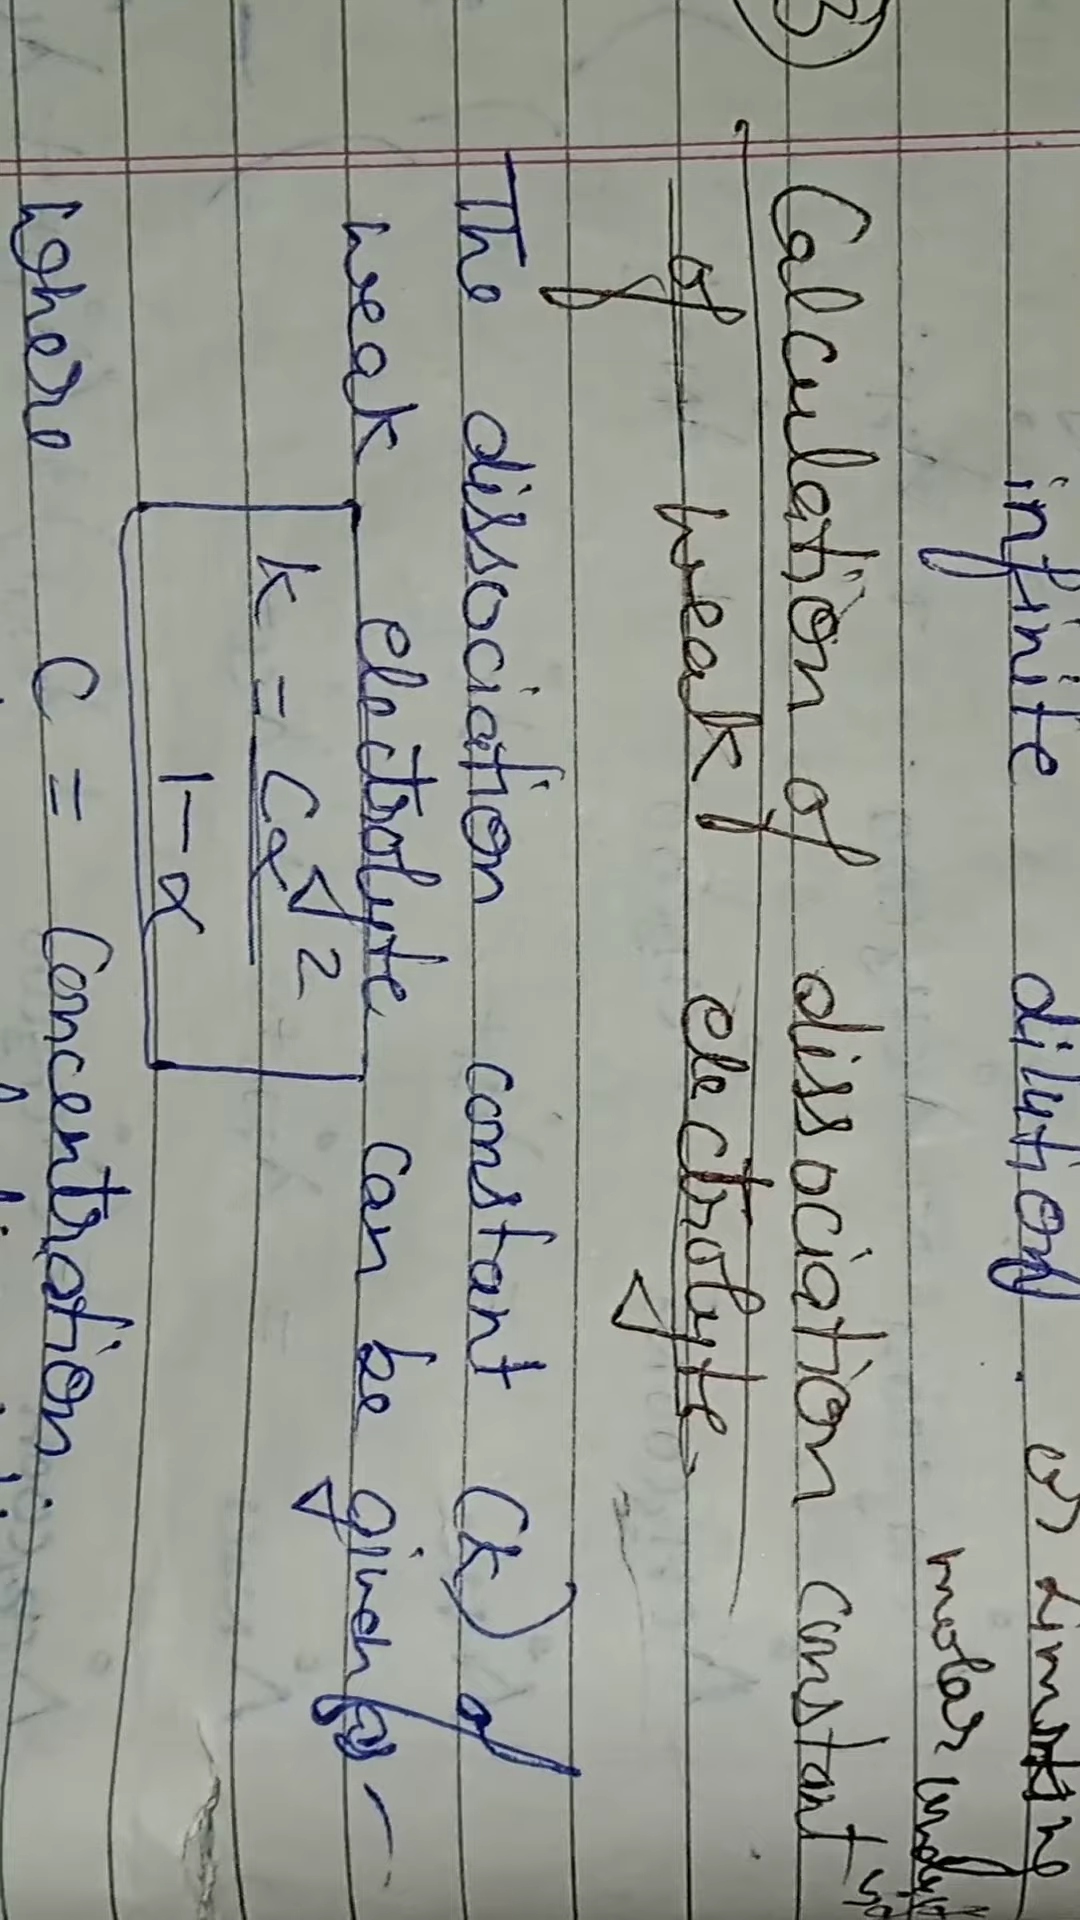 3
infinite dilution or Limiting
molar
Calculation of dissociation constant
of weak electrolyte
The dissociation constant (k) of
weak electrolyte can be given as -
k = Cα²
1-α
where C = Concentration